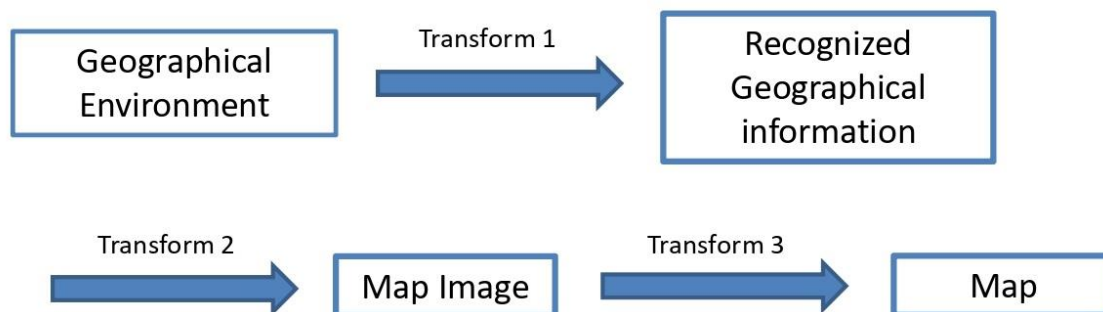 Geographical
Environment
Transform 1
Recognized
Geographical
information
Transform 2
Map Image
Transform 3
Map